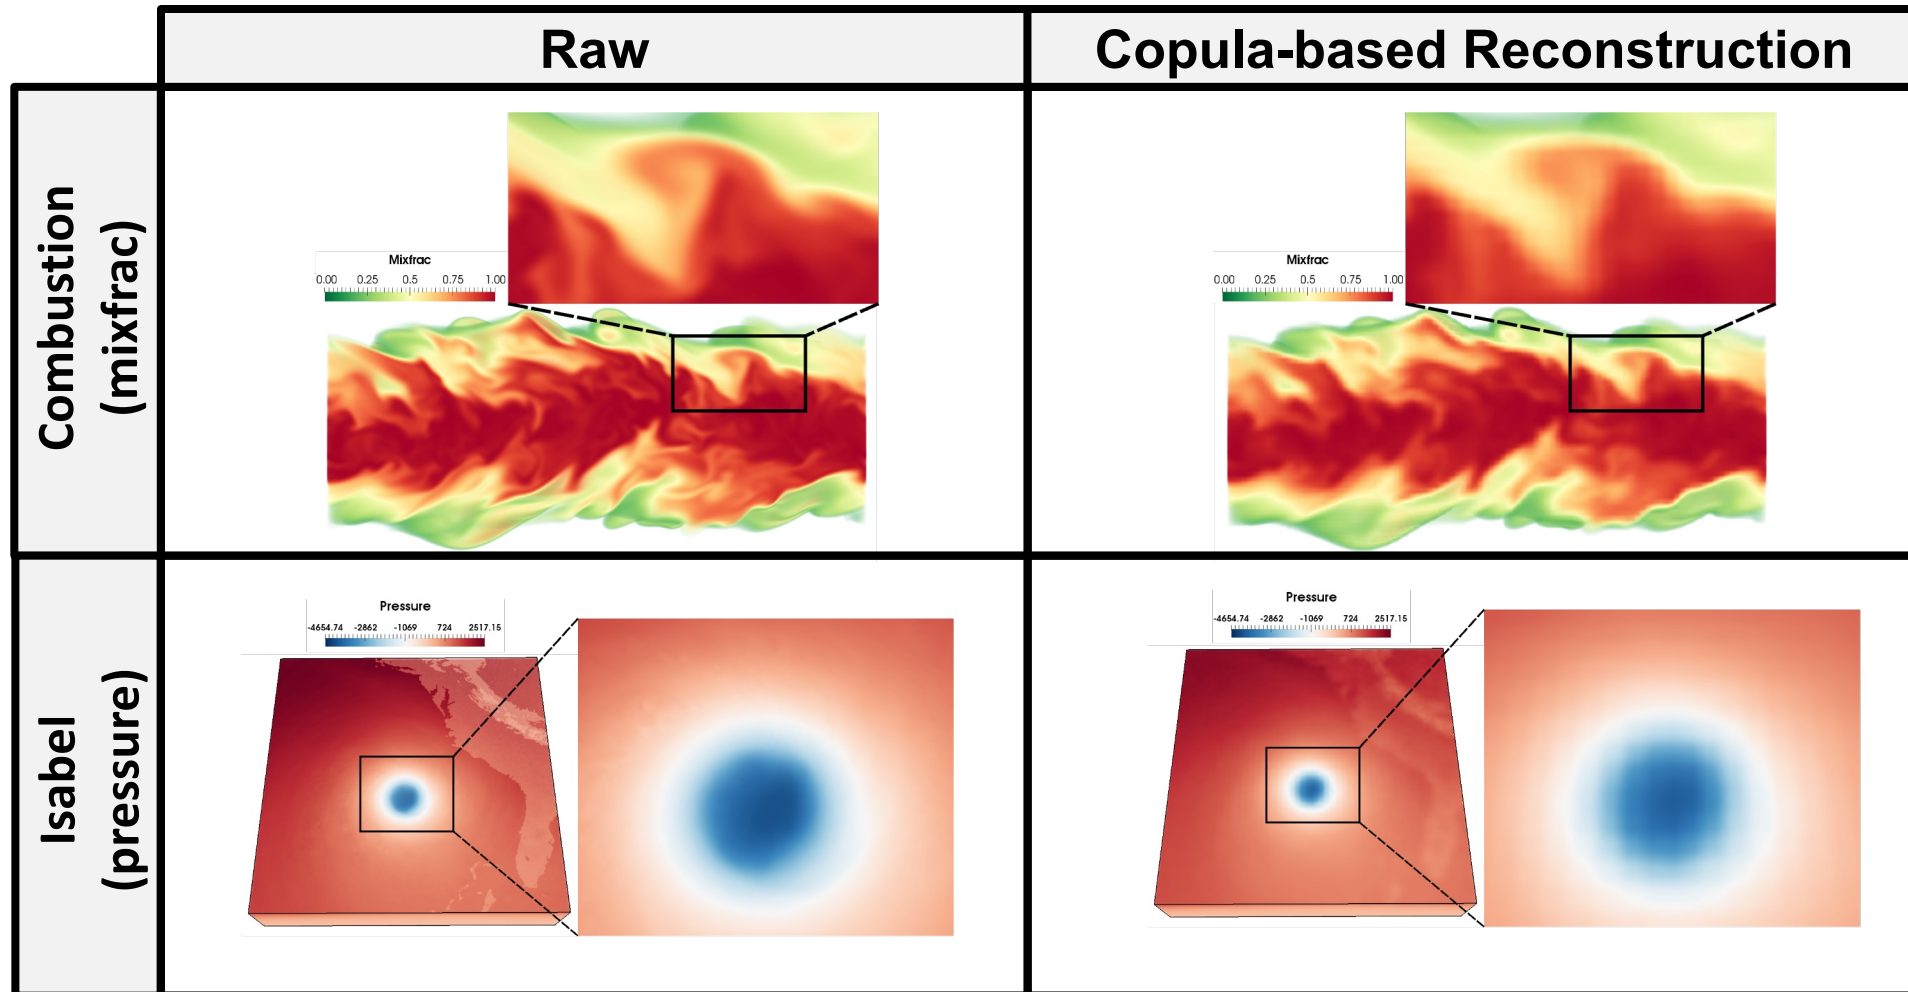 Raw
Copula-based Reconstruction
Combustion
(mixfrac)
Mixfrac
0.00 0.25 0.5 0.75 1.00
Mixfrac
0.00 0.25 0.5 0.75 1.00
Isabel
(pressure)
Pressure
-4654.74 -2862 -1069 724 2517.15
Pressure
-4654.74 -2862 -1069 724 2517.15